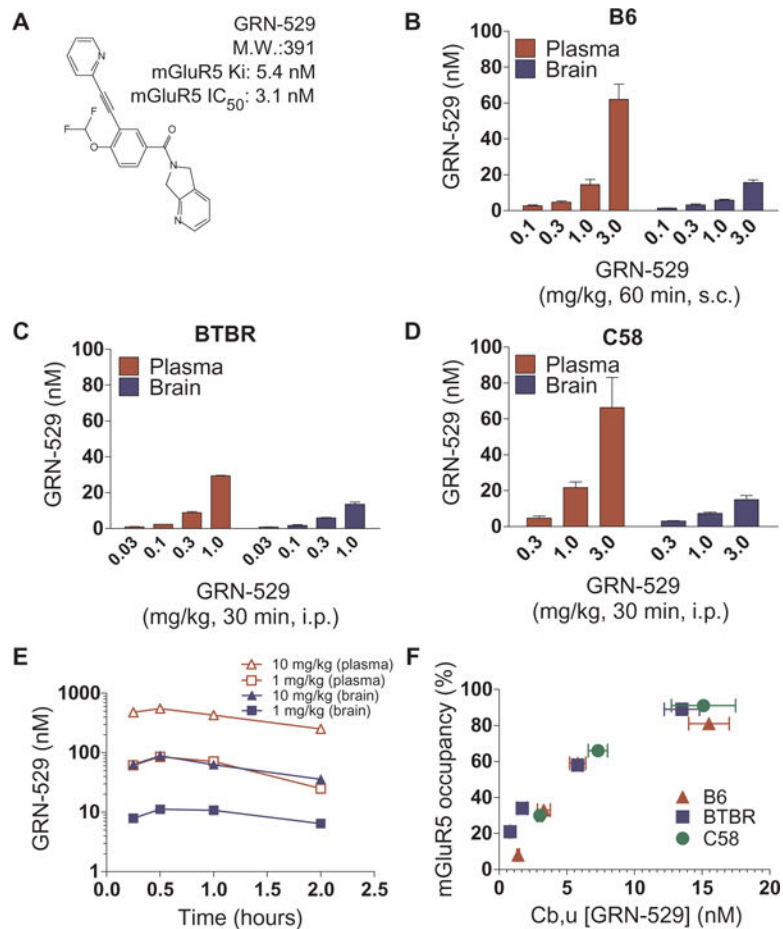 A
GRN-529
M.W.:391
mGluR5 Ki: 5.4 nM
mGluR5 IC50: 3.1 nM
N
F
F
O
O
N
N
B
B6
Plasma
Brain
GRN-529 (nM)
100
80
60
40
20
0
0.1 0.3 1.0 3.0 0.1 0.3 1.0 3.0
GRN-529
(mg/kg, 60 min, s.c.)
C
BTBR
Plasma
Brain
GRN-529 (nM)
100
80
60
40
20
0
0.03 0.1 0.3 1.0 0.03 0.1 0.3 1.0
GRN-529
(mg/kg, 30 min, i.p.)
D
C58
Plasma
Brain
GRN-529 (nM)
100
80
60
40
20
0
0.3 1.0 3.0 0.3 1.0 3.0
GRN-529
(mg/kg, 30 min, i.p.)
E
10 mg/kg (plasma)
1 mg/kg (plasma)
10 mg/kg (brain)
1 mg/kg (brain)
GRN-529 (nM)
1000
100
10
1
0.0 0.5 1.0 1.5 2.0 2.5
Time (hours)
F
mGluR5 occupancy (%)
100
80
60
40
20
0
B6
BTBR
C58
0 5 10 15 20
Cb,u [GRN-529] (nM)